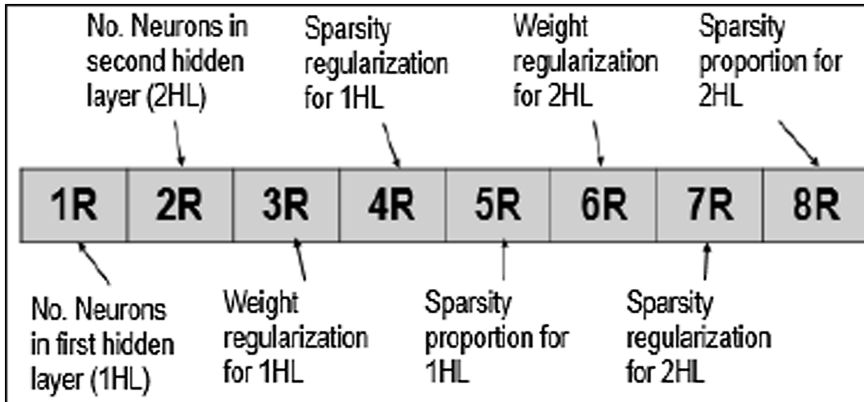 No. Neurons in
second hidden
layer (2HL)
Sparsity
regularization
for 1HL
Weight
regularization
for 2HL
Sparsity
proportion for
2HL
1R 2R 3R 4R 5R 6R 7R 8R
No. Neurons
in first hidden
layer (1HL)
Weight
regularization
for 1HL
Sparsity
proportion for
1HL
Sparsity
regularization
for 2HL